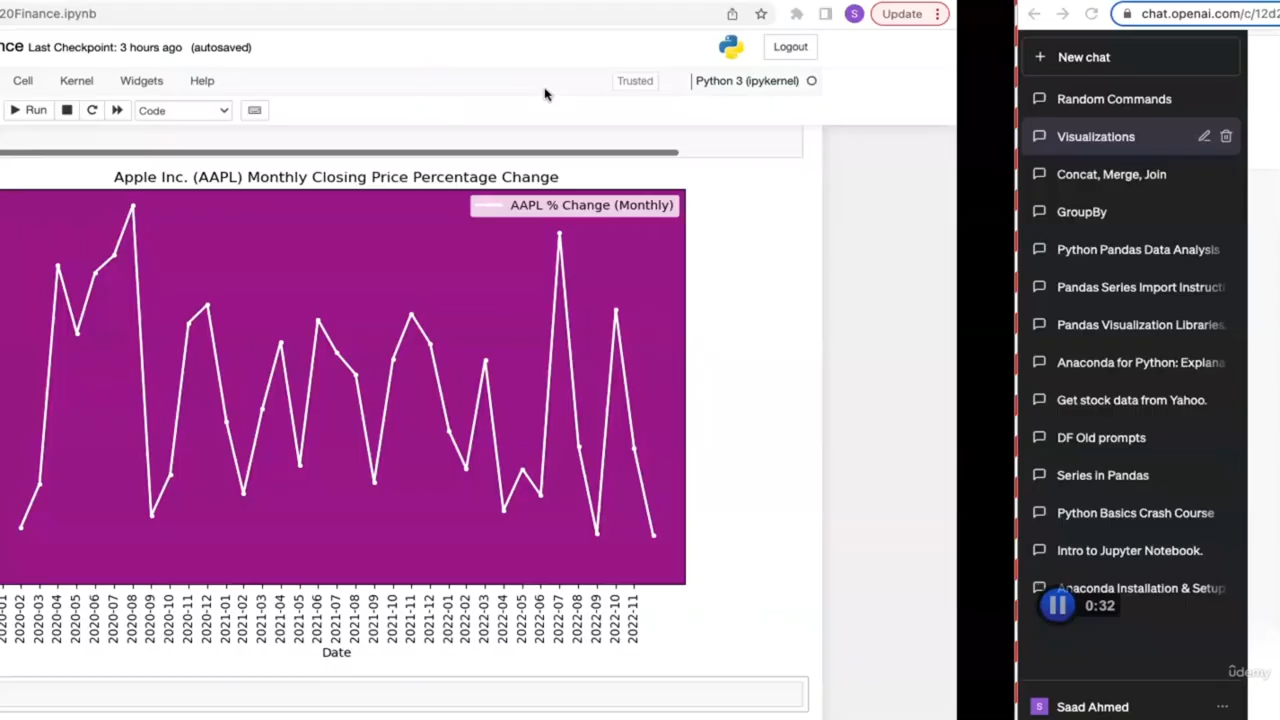 20Finance.ipynb
Update
nce Last Checkpoint: 3 hours ago (autosaved)
Logout
Cell Kernel Widgets Help
Trusted
Python 3 (ipykernel)
Run
Code
Apple Inc. (AAPL) Monthly Closing Price Percentage Change
AAPL % Change (Monthly)
2020-01
2020-02
2020-03
2020-04
2020-05
2020-06
2020-07
2020-08
2020-09
2020-10
2020-11
2020-12
2021-01
2021-02
2021-03
2021-04
2021-05
2021-06
2021-07
2021-08
2021-09
2021-10
2021-11
2021-12
2022-01
2022-02
2022-03
2022-04
2022-05
2022-06
2022-07
2022-08
2022-09
2022-10
2022-11
Date
S
chat.openai.com/c/12d2
New chat
Random Commands
Visualizations
Concat, Merge, Join
GroupBy
Python Pandas Data Analysis
Pandas Series Import Instructi
Pandas Visualization Libraries.
Anaconda for Python: Explana
Get stock data from Yahoo.
DF Old prompts
Series in Pandas
Python Basics Crash Course
Intro to Jupyter Notebook.
Anaconda Installation & Setup
0:32
ûdemy
S
Saad Ahmed